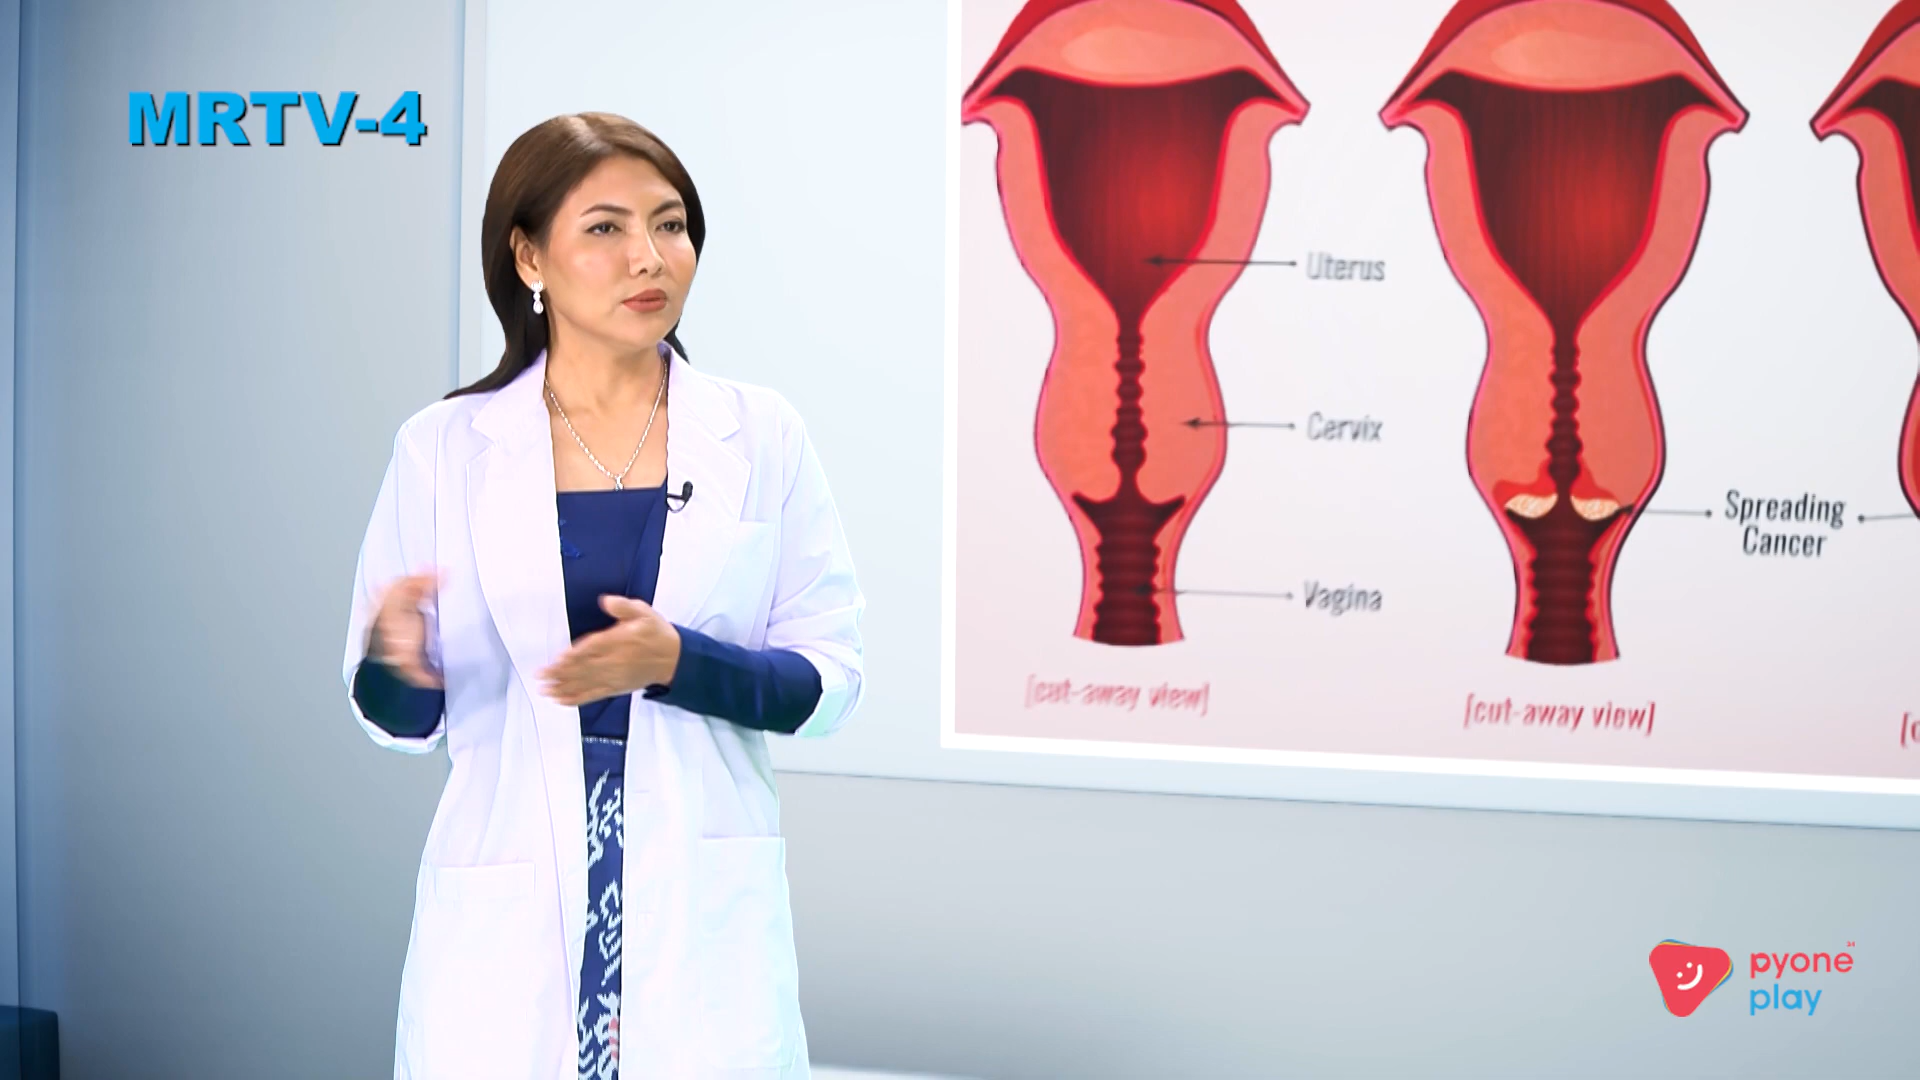 MRTV-4
Uterus
Cervix
Spreading
Cancer
Vagina
[cut-away view]
[cut-away view]
pyone
play